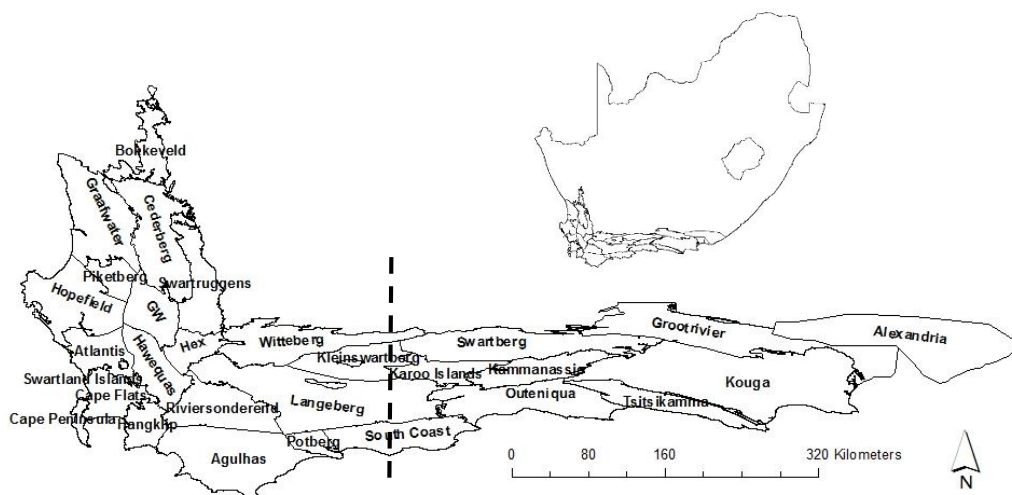 Bokkeveld
Graafwater
Cederberg
Piketberg
Swartruggens
Hopefield
GW
Atlantis
Hawequas
Hex
Witteberg
Swartberg
Grootrivier
Alexandria
Kleinswartberg
Swartland Islands
Karoo Islands
Kammanassia
Kouga
Cape Flats
Langeberg
Outeniqua
Tsitsikamma
Riviersonderend
Cape Peninsula
Hangklip
Potberg
South Coast
Agulhas
0 80 160 320 Kilometers
N